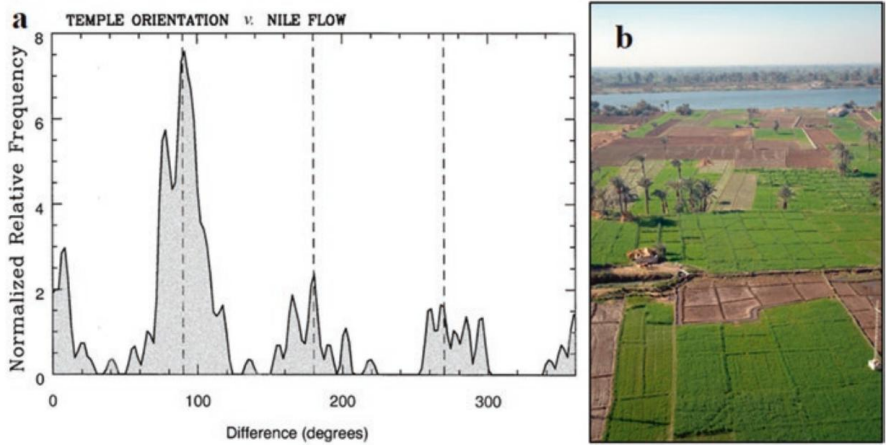 a
TEMPLE ORIENTATION v. NILE FLOW
Normalized Relative Frequency
8
6
4
2
0
0 100 200 300
Difference (degrees)
b